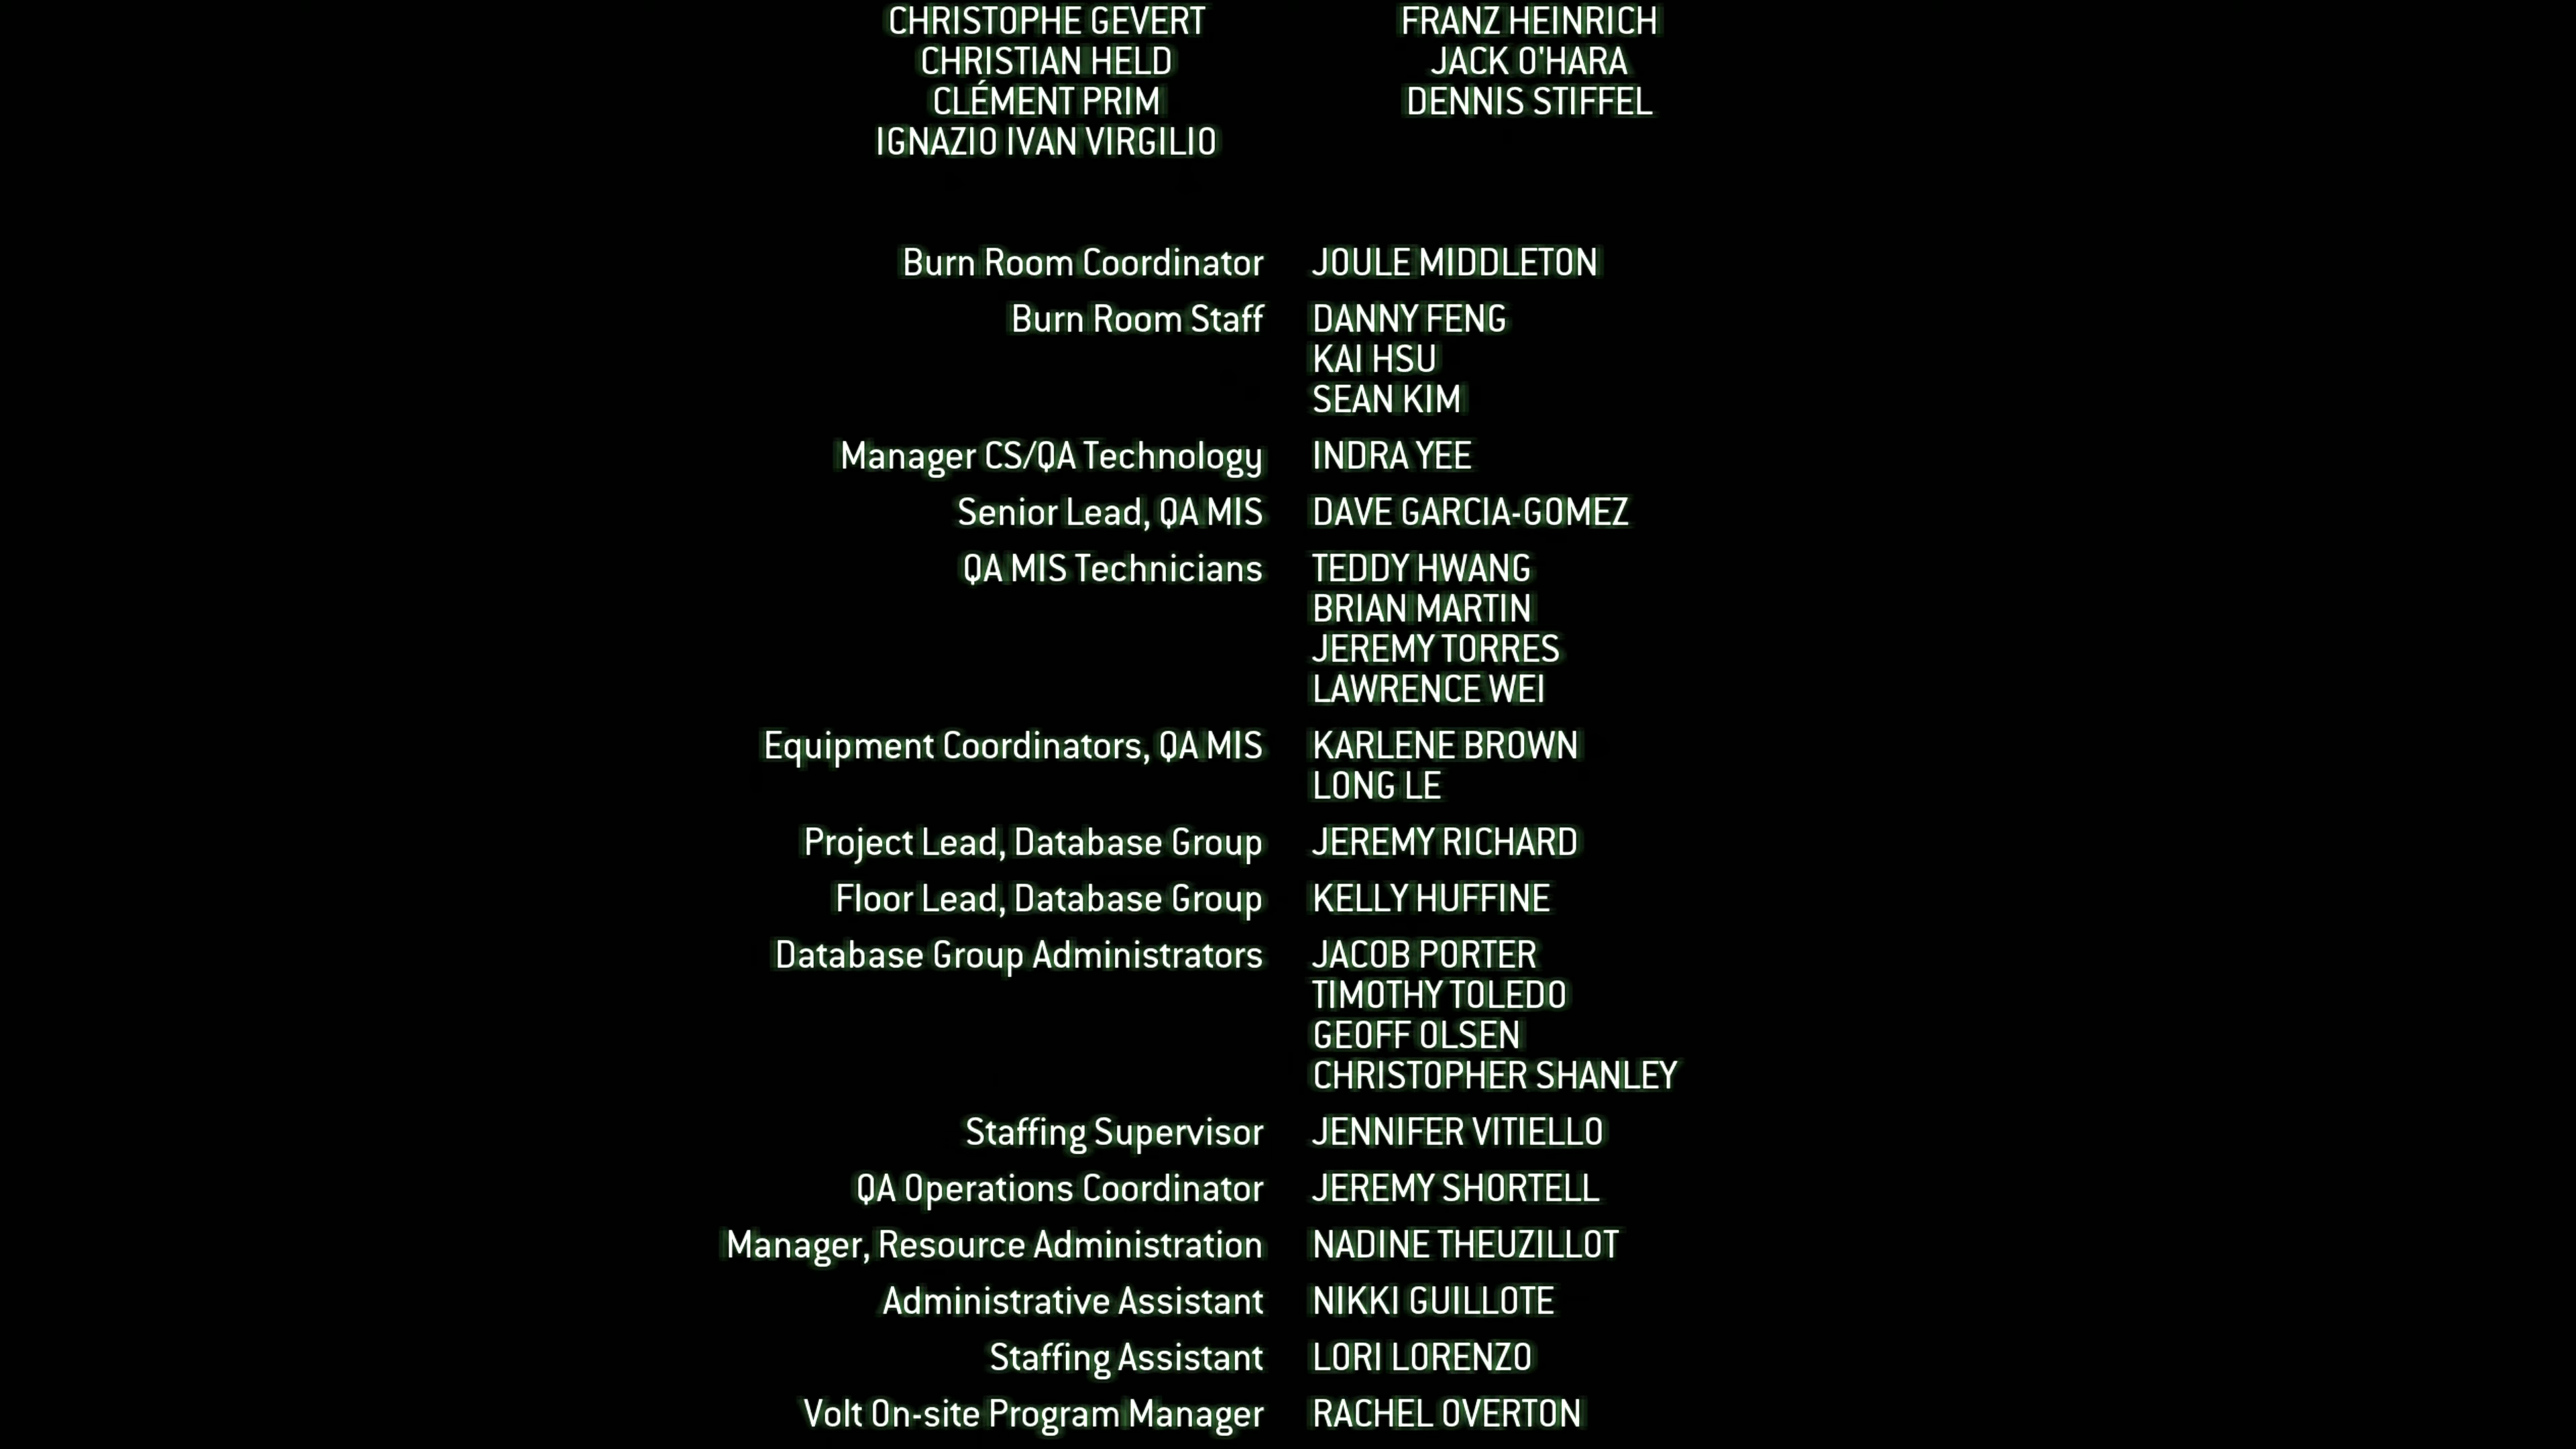 CHRISTOPHE GEVERT FRANZ HEINRICH
CHRISTIAN HELD JACK O'HARA
CLÉMENT PRIM DENNIS STIFFEL
IGNAZIO IVAN VIRGILIO
Burn Room Coordinator JOULE MIDDLETON
Burn Room Staff DANNY FENG
KAI HSU
SEAN KIM
Manager CS/QA Technology INDRA YEE
Senior Lead, QA MIS DAVE GARCIA-GOMEZ
QA MIS Technicians TEDDY HWANG
BRIAN MARTIN
JEREMY TORRES
LAWRENCE WEI
Equipment Coordinators, QA MIS KARLENE BROWN
LONG LE
Project Lead, Database Group JEREMY RICHARD
Floor Lead, Database Group KELLY HUFFINE
Database Group Administrators JACOB PORTER
TIMOTHY TOLEDO
GEOFF OLSEN
CHRISTOPHER SHANLEY
Staffing Supervisor JENNIFER VITIELLO
QA Operations Coordinator JEREMY SHORTELL
Manager, Resource Administration NADINE THEUZILLOT
Administrative Assistant NIKKI GUILLOTE
Staffing Assistant LORI LORENZO
Volt On-site Program Manager RACHEL OVERTON